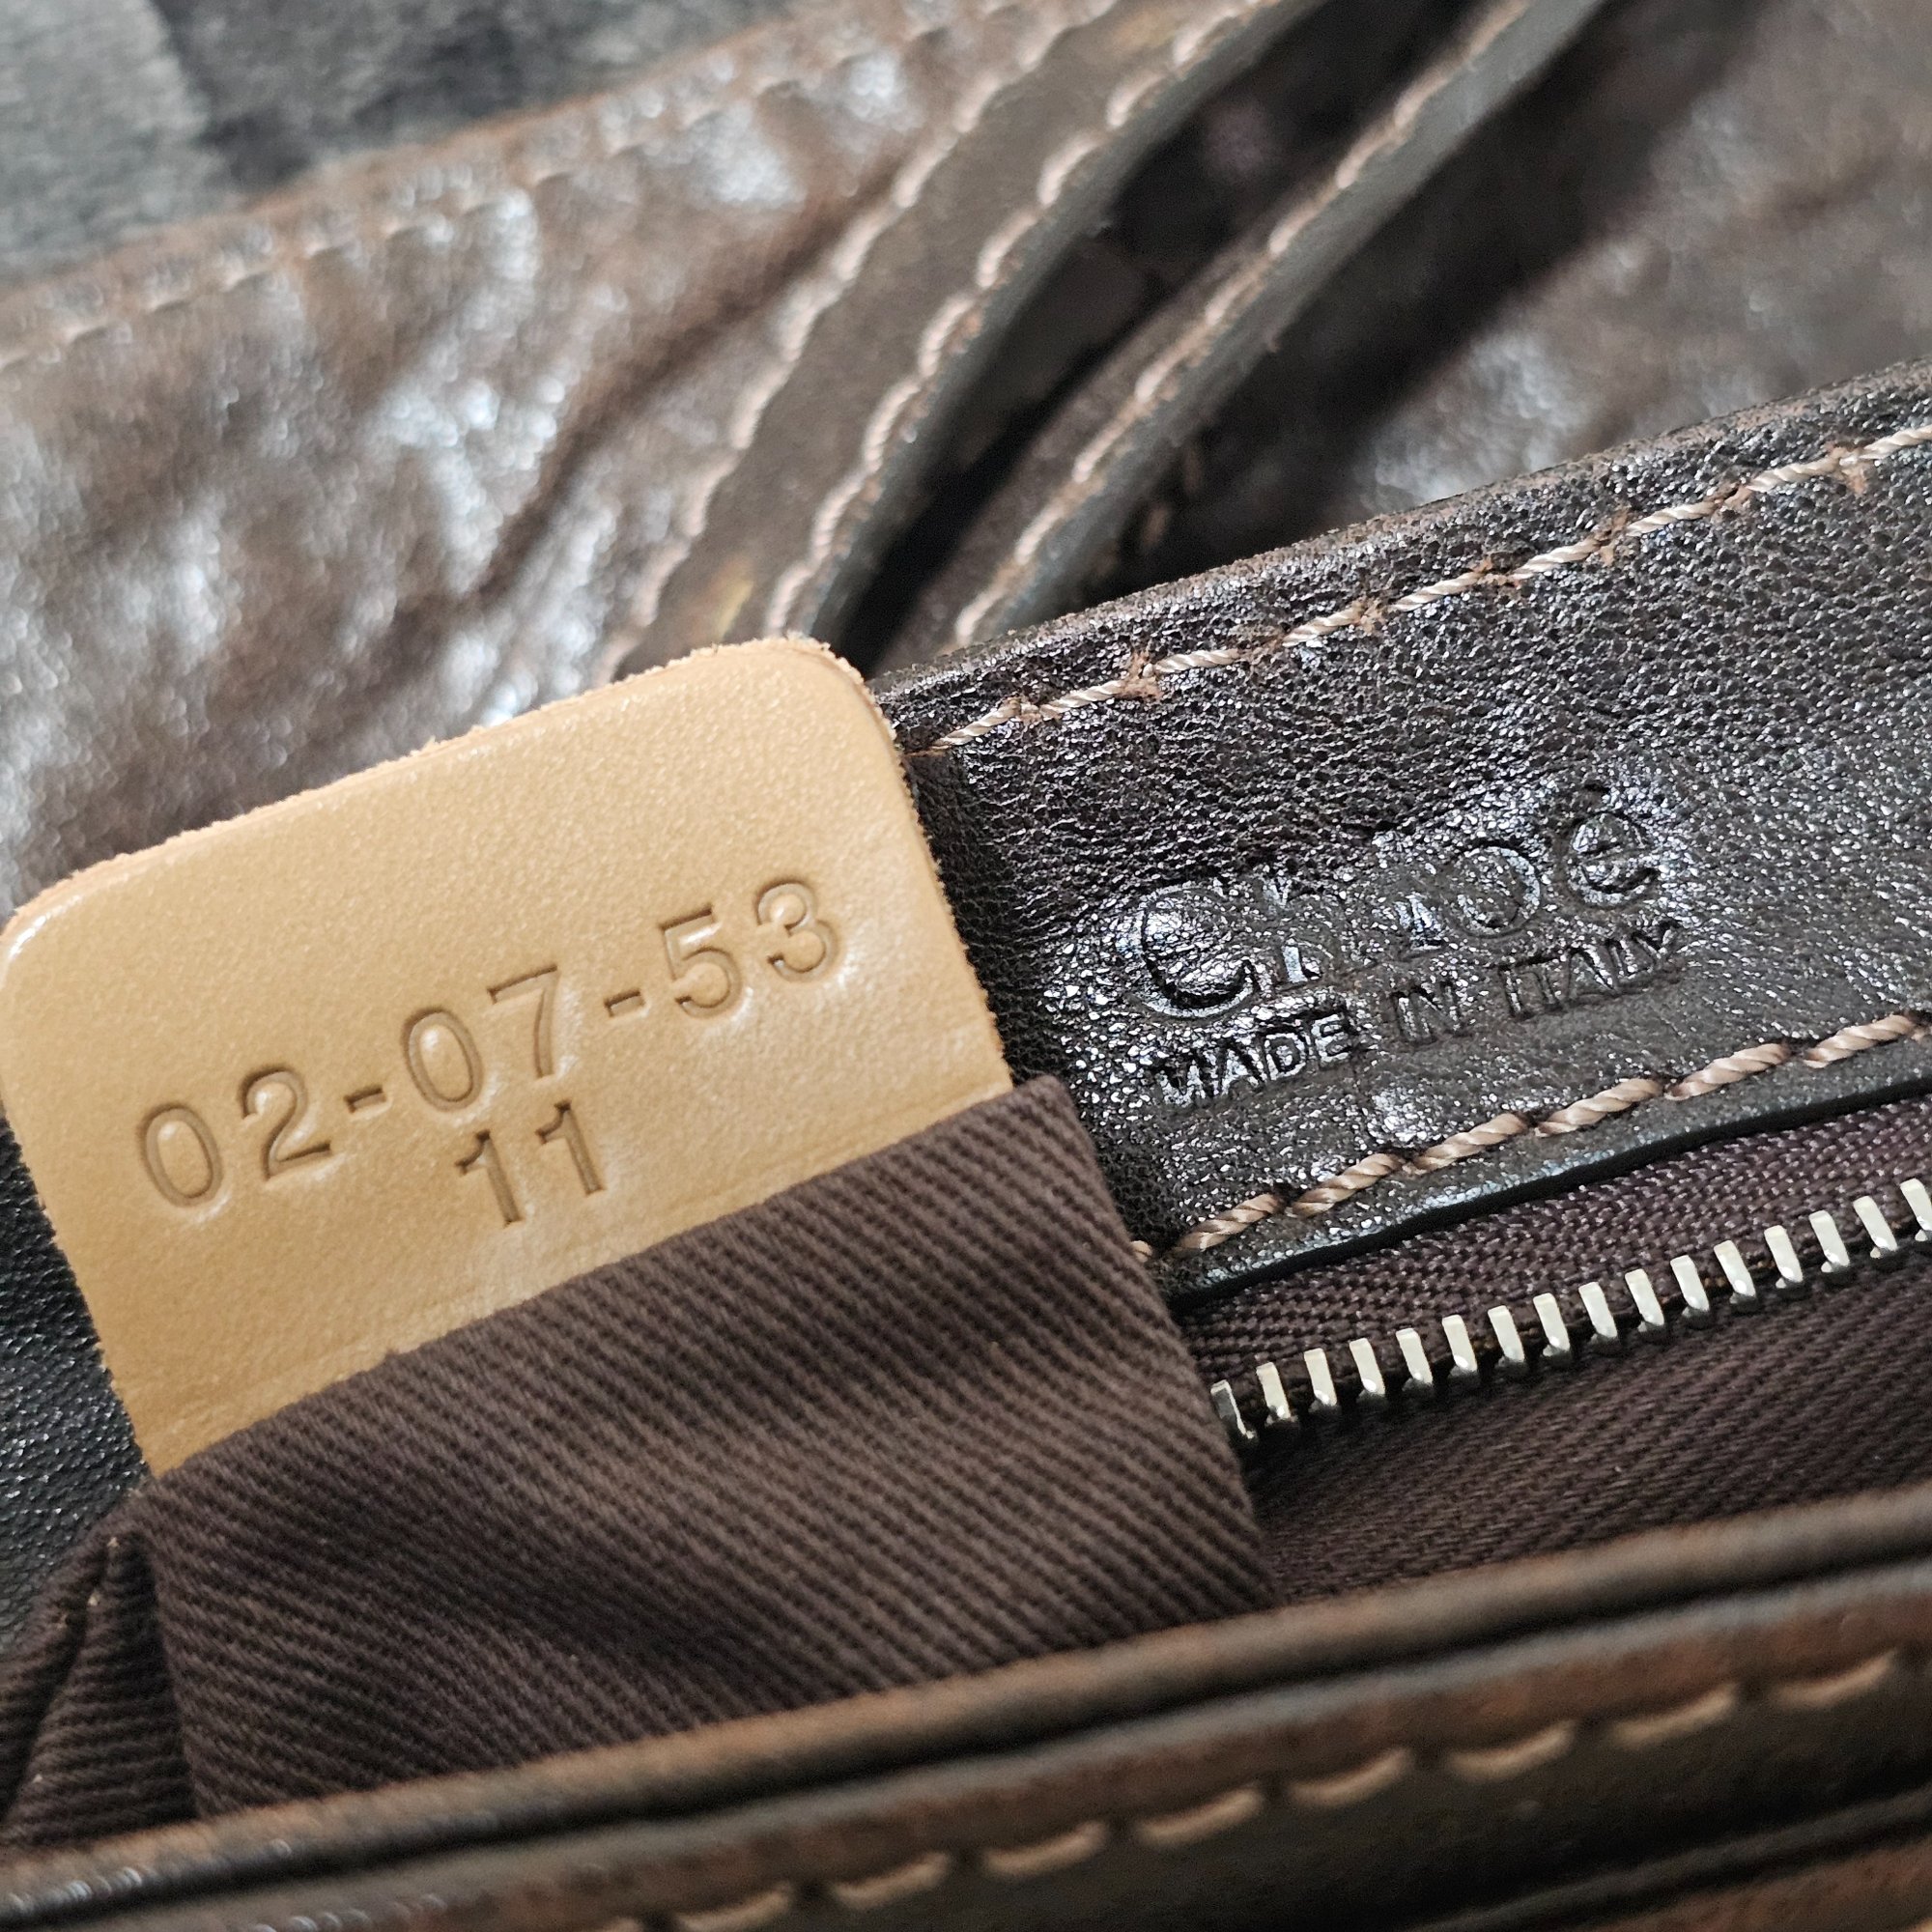 02-07-53
11
Chloé
MADE IN ITALY